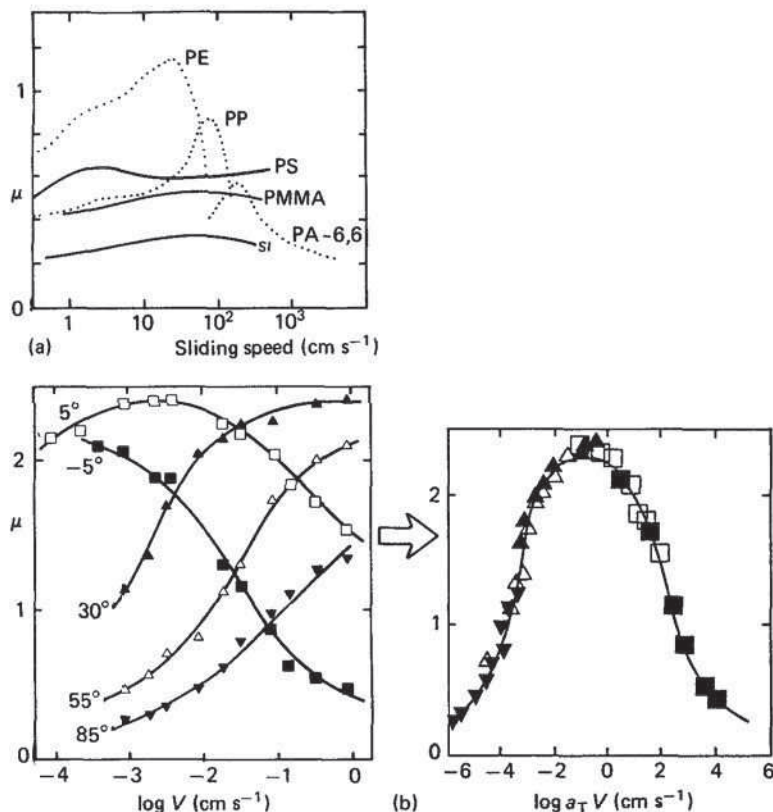 1
μ
0
PE
PP
PS
PMMA
SI
PA-6,6
1 10 10² 10³
(a) Sliding speed (cm s⁻¹)
5°
-5°
2
μ
1
30°
55°
85°
0
-4 -3 -2 -1 0
log V (cm s⁻¹)
(b)
2
1
0
-6 -4 -2 0 2 4 6
log a_T V (cm s⁻¹)